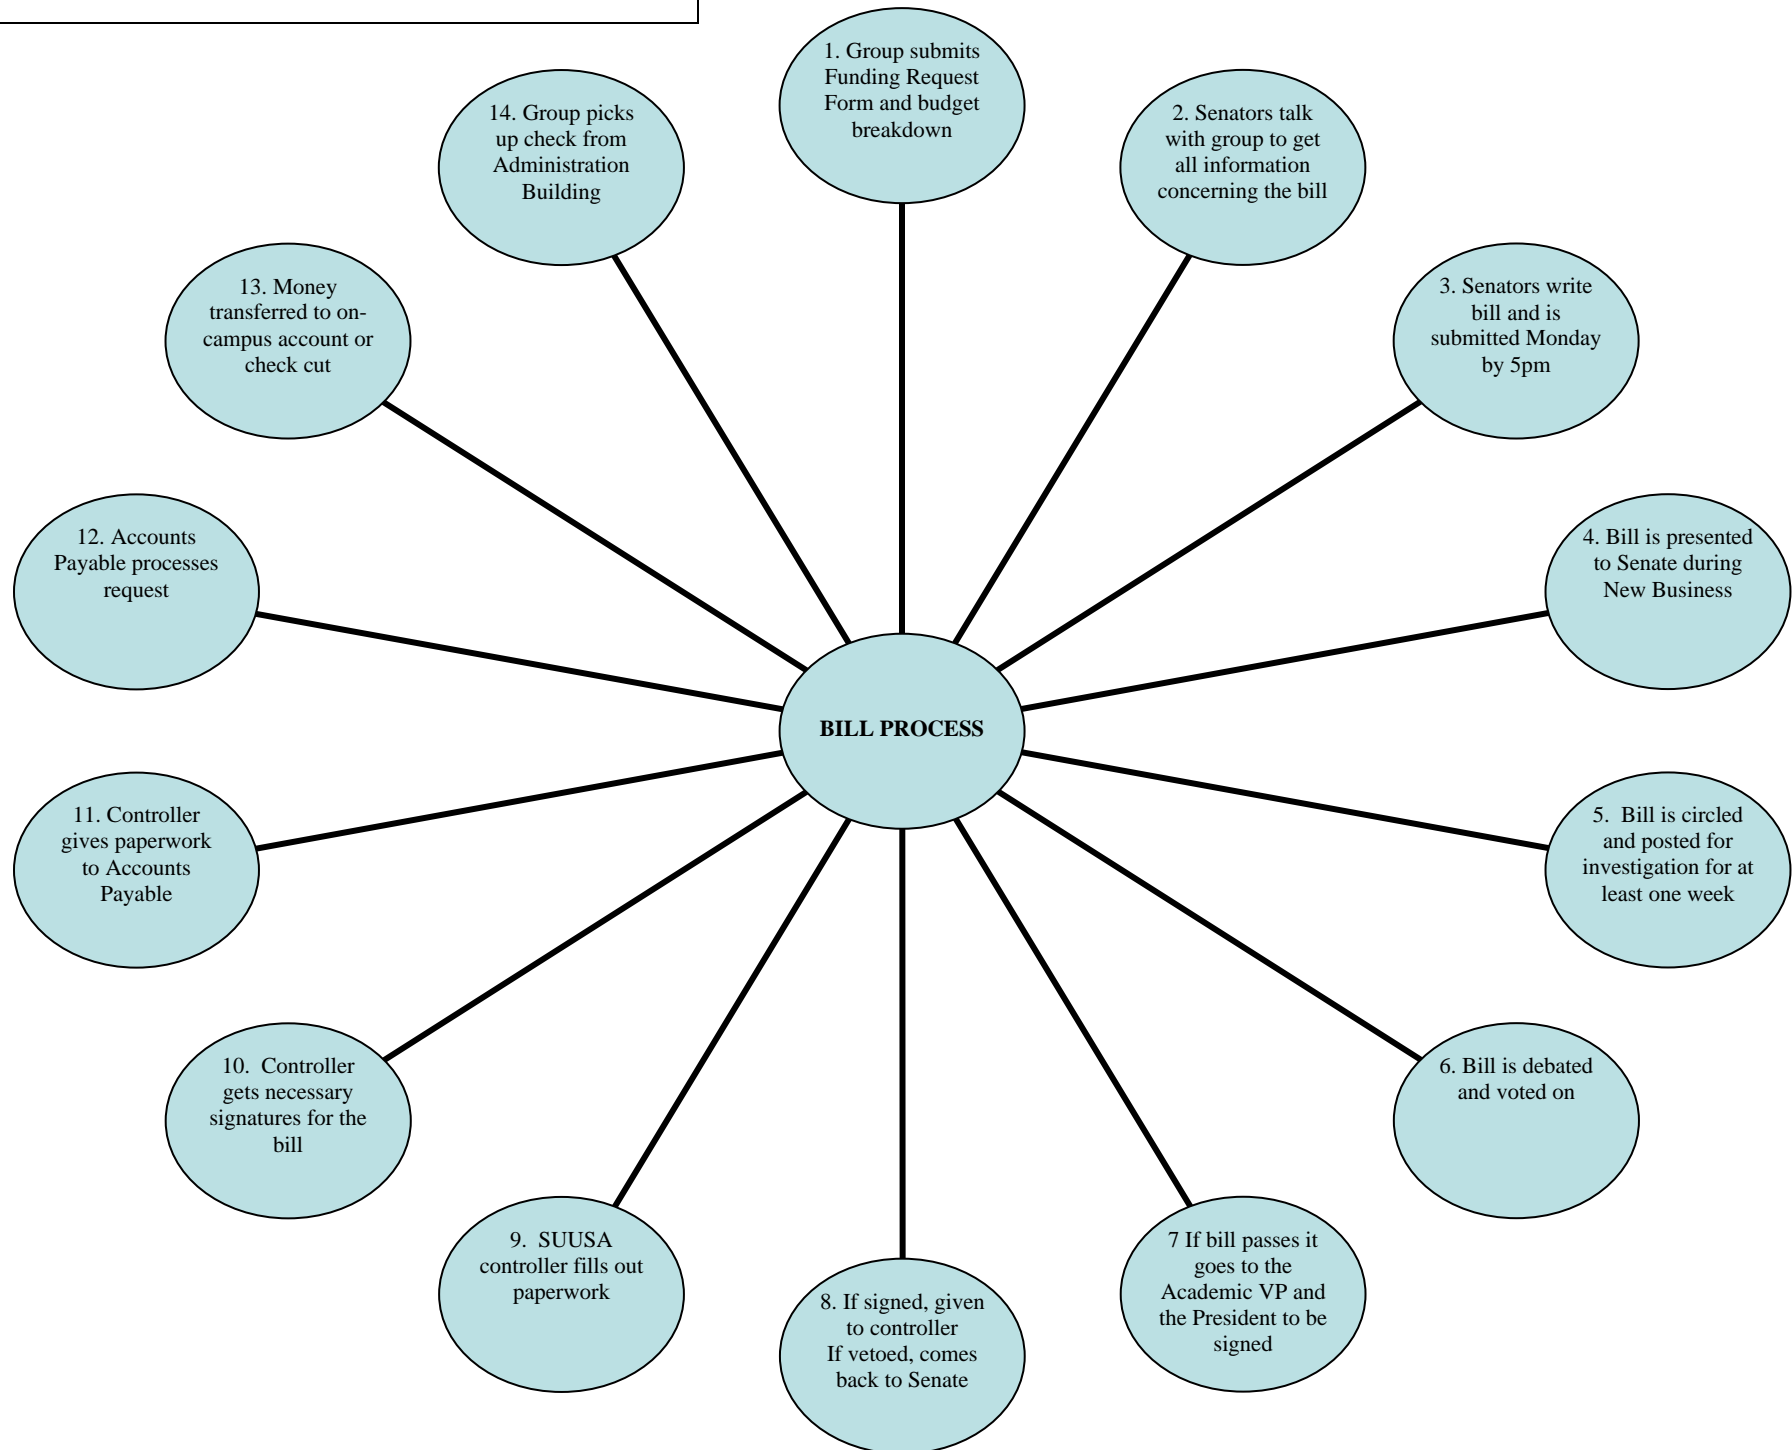 1. Group submits
Funding Request
Form and budget
breakdown
2. Senators talk
with group to get
all information
concerning the bill
3. Senators write
bill and is
submitted Monday
by 5pm
4. Bill is presented
to Senate during
New Business
5.  Bill is circled
and posted for
investigation for at
least one week
6. Bill is debated
and voted on
7 If bill passes it
goes to the
Academic VP and
the President to be
signed
8. If signed, given
to controller
If vetoed, comes
back to Senate
9.  SUUSA
controller fills out
paperwork
10.  Controller
gets necessary
signatures for the
bill
11. Controller
gives paperwork
to Accounts
Payable
12. Accounts
Payable processes
request
13. Money
transferred to on-
campus account or
check cut
14. Group picks
up check from
Administration
Building
BILL PROCESS